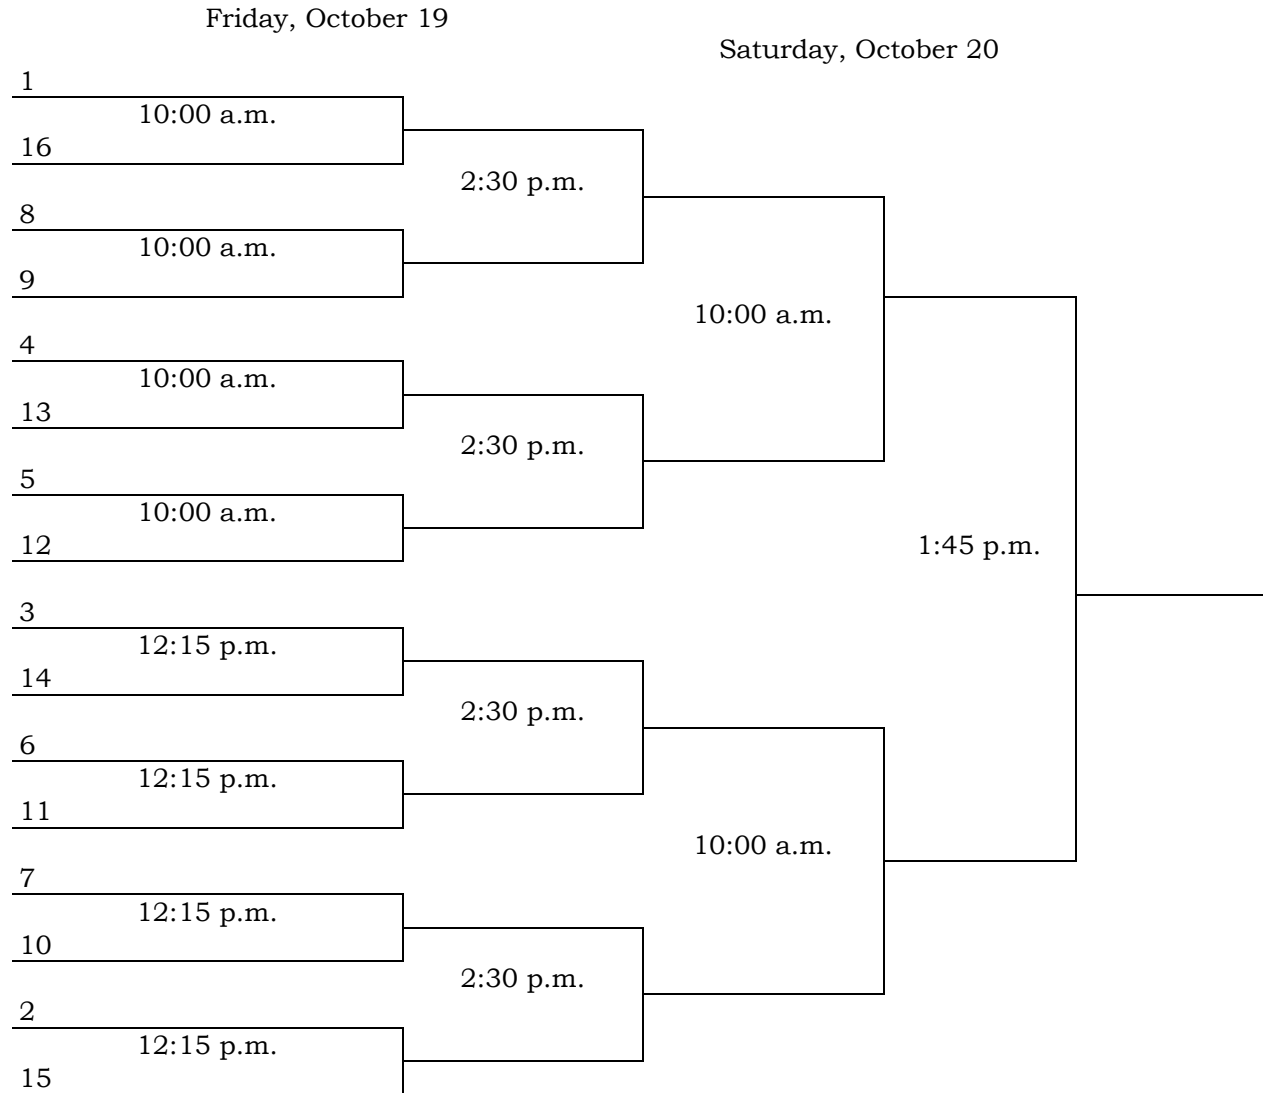 Friday, October 19
Saturday, October 20
1
10:00 a.m.
16
2:30 p.m.
8
10:00 a.m.
9
10:00 a.m.
4
10:00 a.m.
13
2:30 p.m.
5
10:00 a.m.
12
1:45 p.m.
3
12:15 p.m.
14
2:30 p.m.
6
12:15 p.m.
11
10:00 a.m.
7
12:15 p.m.
10
2:30 p.m.
2
12:15 p.m.
15